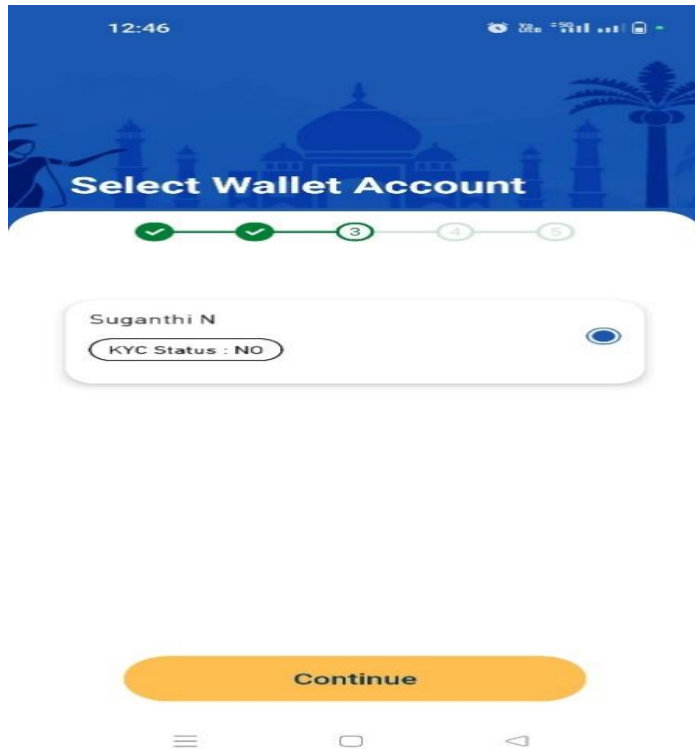 12:46
Select Wallet Account
3 4 5
Suganthi N
KYC Status : NO
Continue